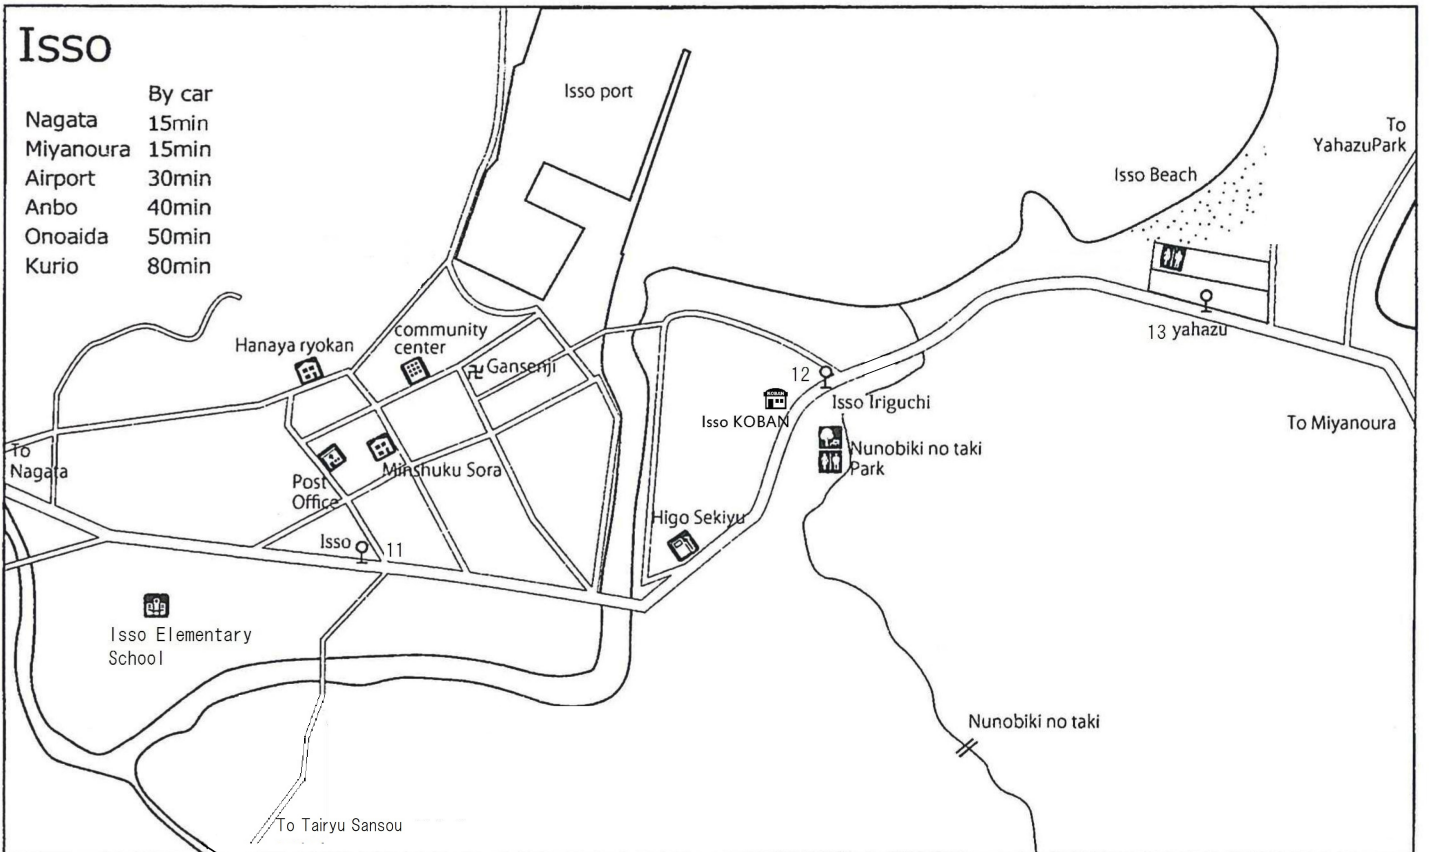 Isso
By car
Nagata 15min
Miyanoura 15min
Airport 30min
Anbo 40min
Onoaida 50min
Kurio 80min
Isso port
To
YahazuPark
Isso Beach
13 yahazu
Hanaya ryokan
community
center
Gansenji
12
Isso Iriguchi
KOBAN
Isso KOBAN
To Miyanoura
To
Nagata
Nunobiki no taki
Park
Minshuku Sora
Post
Office
Higo Sekiyu
Isso 11
Isso Elementary
School
Nunobiki no taki
To Tairyu Sansou